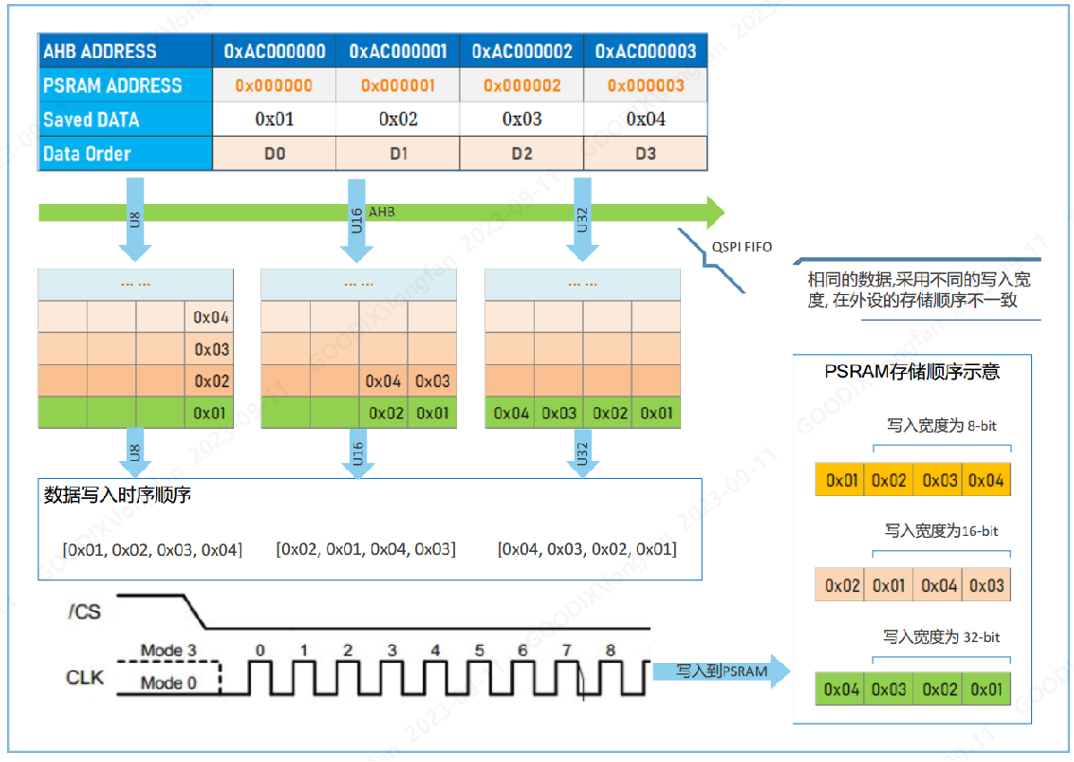 AHB ADDRESS 0xAC000000 0xAC000001 0xAC000002 0xAC000003
PSRAM ADDRESS 0x000000 0x000001 0x000002 0x000003
Saved DATA 0x01 0x02 0x03 0x04
Data Order D0 D1 D2 D3
U8 U16 AHB U32
QSPI FIFO
相同的数据,采用不同的写入宽
度, 在外设的存储顺序不一致
... ... ... ... ... ...
0x04
0x03
0x02 0x04 0x03
0x01 0x02 0x01 0x04 0x03 0x02 0x01
U8 U16 U32
数据写入时序顺序
[0x01, 0x02, 0x03, 0x04] [0x02, 0x01, 0x04, 0x03] [0x04, 0x03, 0x02, 0x01]
/CS
Mode 3 0 1 2 3 4 5 6 7 8
CLK
Mode 0
写入到PSRAM
PSRAM存储顺序示意
写入宽度为 8-bit
0x01 0x02 0x03 0x04
写入宽度为16-bit
0x02 0x01 0x04 0x03
写入宽度为 32-bit
0x04 0x03 0x02 0x01
GOODIX\longfan 2023-09-11